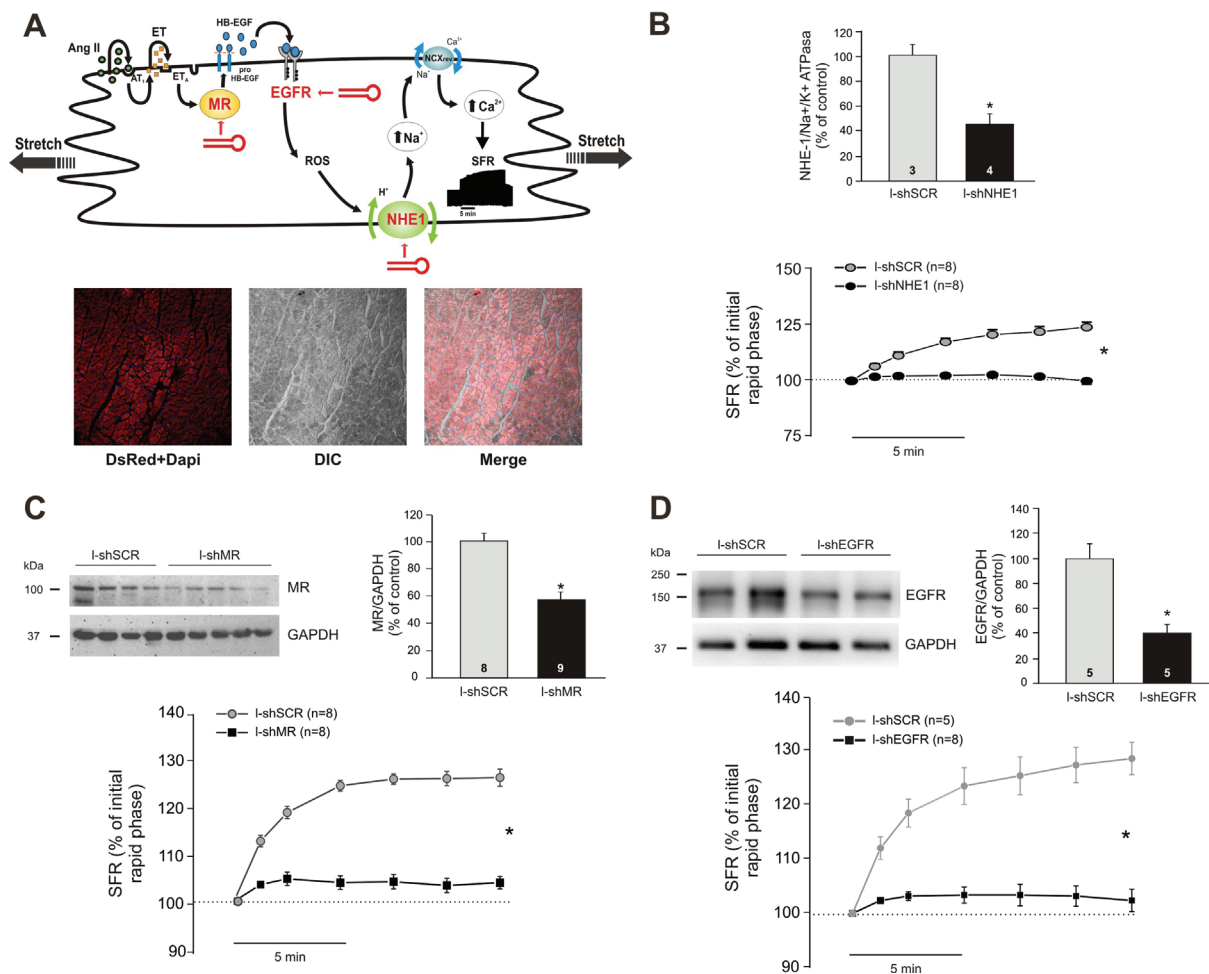 A
Ang II
ET
HB-EGF
AT₁
ET_A
pro
HB-EGF
MR
EGFR
Ca²⁺
NCXrev
Na⁺
Ca²⁺
Na⁺
Stretch
Stretch
ROS
SFR
5 min
H⁺
NHE1
DsRed+Dapi
DIC
Merge
B
NHE-1/Na+/K+ ATPasa
(% of control)
120
100
80
60
40
20
0
*
3
4
l-shSCR
l-shNHE1
SFR (% of initial
rapid phase)
150
125
100
75
l-shSCR (n=8)
l-shNHE1 (n=8)
*
5 min
C
l-shSCR
l-shMR
kDa
100
MR
37
GAPDH
MR/GAPDH
(% of control)
120
100
80
60
40
20
0
*
8
9
l-shSCR
l-shMR
SFR (% of initial
rapid phase)
140
130
120
110
100
90
l-shSCR (n=8)
l-shMR (n=8)
*
5 min
D
l-shSCR
l-shEGFR
kDa
250
150
EGFR
37
GAPDH
EGFR/GAPDH
(% of control)
140
120
100
80
60
40
20
0
*
5
5
l-shSCR
l-shEGFR
SFR (% of initial
rapid phase)
140
130
120
110
100
90
l-shSCR (n=5)
l-shEGFR (n=8)
*
5 min